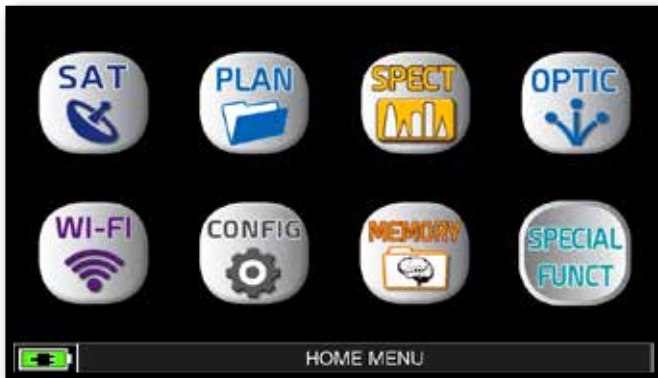 SAT PLAN SPECT OPTIC
WI-FI CONFIG MEMORY SPECIAL
FUNCT
HOME MENU